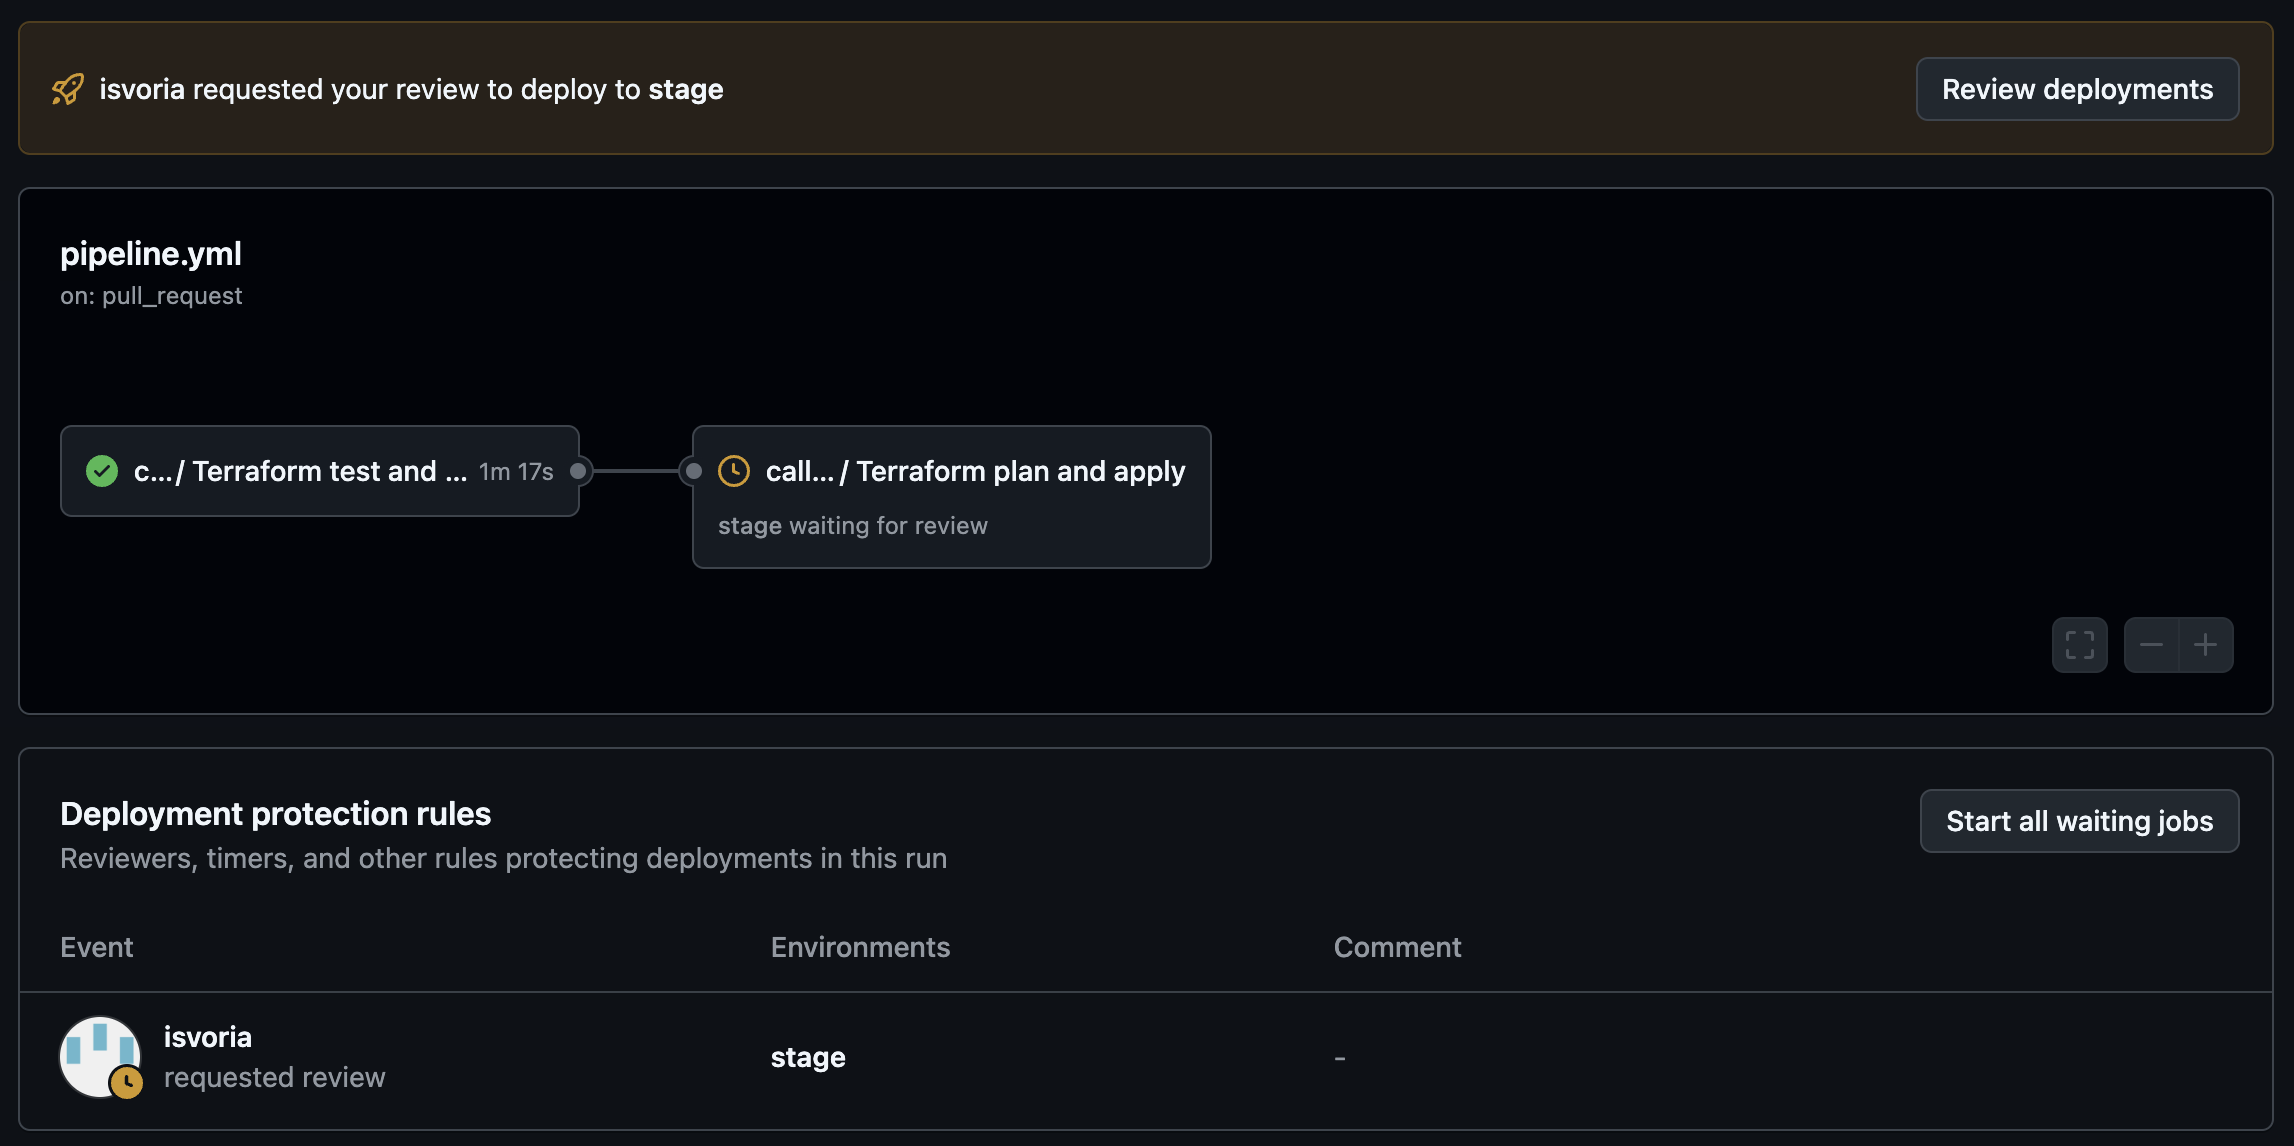 isvoria requested your review to deploy to stage
Review deployments
pipeline.yml
on: pull_request
c... / Terraform test and ... 1m 17s
call... / Terraform plan and apply
stage waiting for review
Deployment protection rules
Start all waiting jobs
Reviewers, timers, and other rules protecting deployments in this run
Event Environments Comment
isvoria
requested review
stage
-